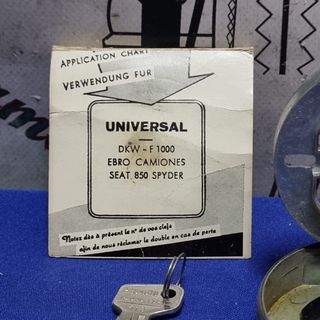 APPLICATION CHART
VERWENDUNG FUR
UNIVERSAL
DKW - F 1000
EBRO CAMIONES
SEAT 850 SPYDER
Notez dès à présent le nº de vos clefs
afin de nous réclamer le double en cas de perte